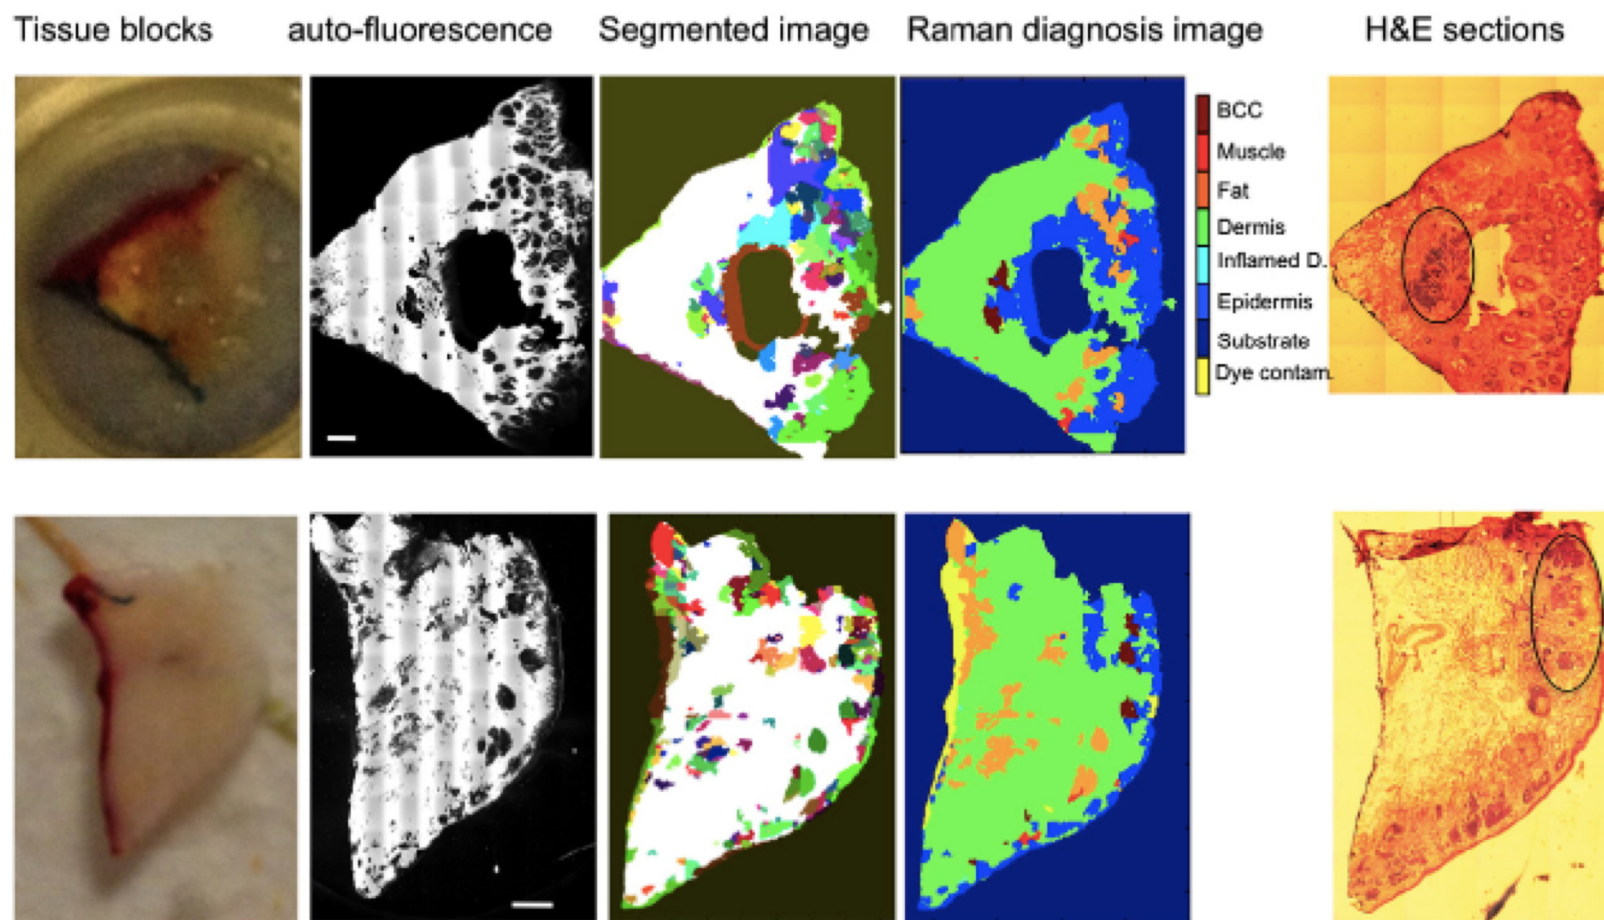 Tissue blocks
auto-fluorescence
Segmented image
Raman diagnosis image
H&E sections
BCC
Muscle
Fat
Dermis
Inflamed D.
Epidermis
Substrate
Dye contam.